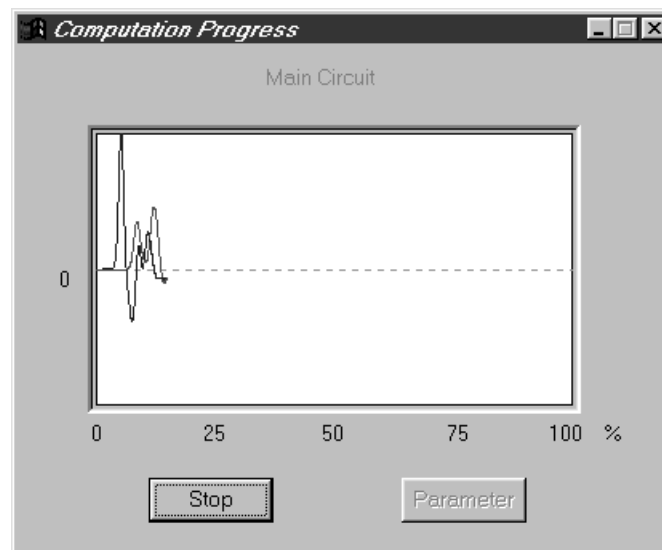 Computation Progress
Main Circuit
0
0 25 50 75 100 %
Stop Parameter